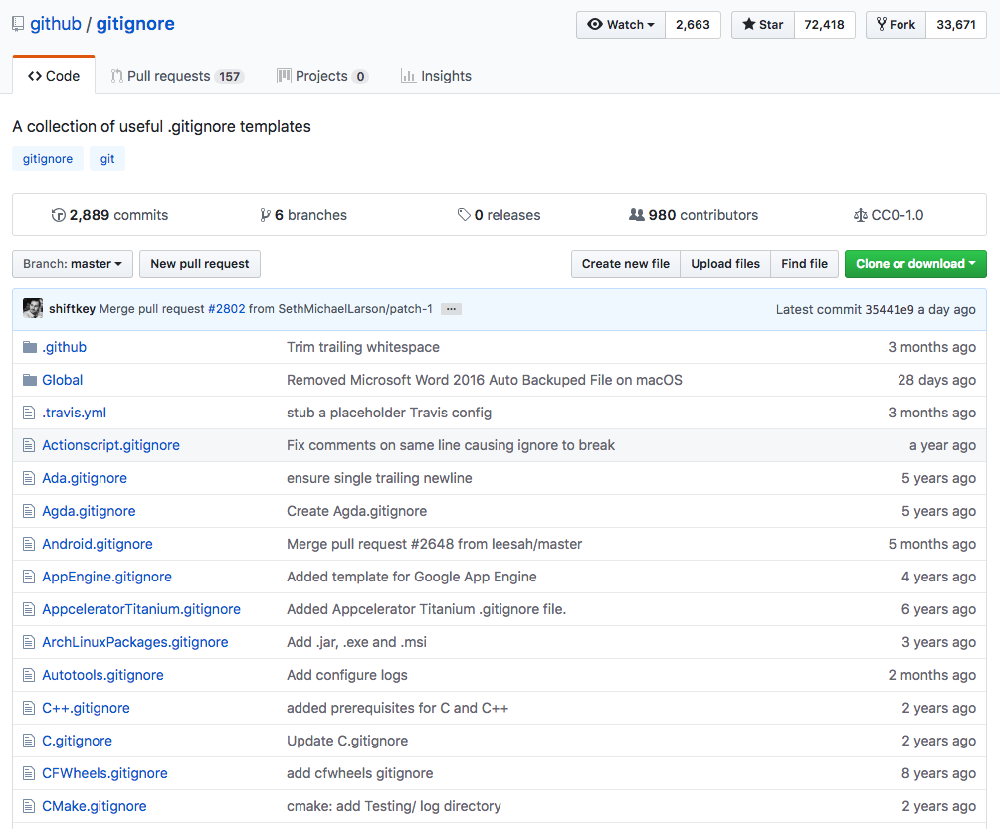 github / gitignore Watch 2,663 Star 72,418 Fork 33,671
Code Pull requests 157 Projects 0 Insights
A collection of useful .gitignore templates
gitignore git
2,889 commits 6 branches 0 releases 980 contributors CC0-1.0
Branch: master New pull request Create new file Upload files Find file Clone or download
shiftkey Merge pull request #2802 from SethMichaelLarson/patch-1 ... Latest commit 35441e9 a day ago
.github Trim trailing whitespace 3 months ago
Global Removed Microsoft Word 2016 Auto Backuped File on macOS 28 days ago
.travis.yml stub a placeholder Travis config 3 months ago
Actionscript.gitignore Fix comments on same line causing ignore to break a year ago
Ada.gitignore ensure single trailing newline 5 years ago
Agda.gitignore Create Agda.gitignore 5 years ago
Android.gitignore Merge pull request #2648 from leesah/master 5 months ago
AppEngine.gitignore Added template for Google App Engine 4 years ago
AppceleratorTitanium.gitignore Added Appcelerator Titanium .gitignore file. 6 years ago
ArchLinuxPackages.gitignore Add .jar, .exe and .msi 3 years ago
Autotools.gitignore Add configure logs 2 months ago
C++.gitignore added prerequisites for C and C++ 2 years ago
C.gitignore Update C.gitignore 2 years ago
CFWheels.gitignore add cfwheels gitignore 8 years ago
CMake.gitignore cmake: add Testing/ log directory 2 years ago